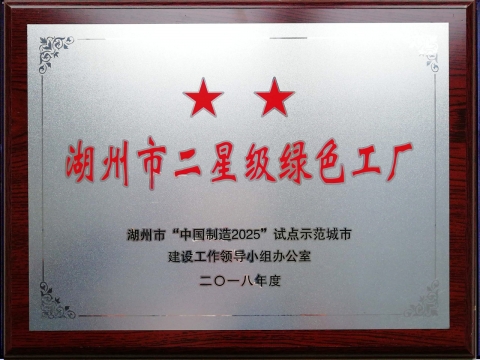 湖州市二星级绿色工厂
湖州市“中国制造2025”试点示范城市
建设工作领导小组办公室
二〇一八年度